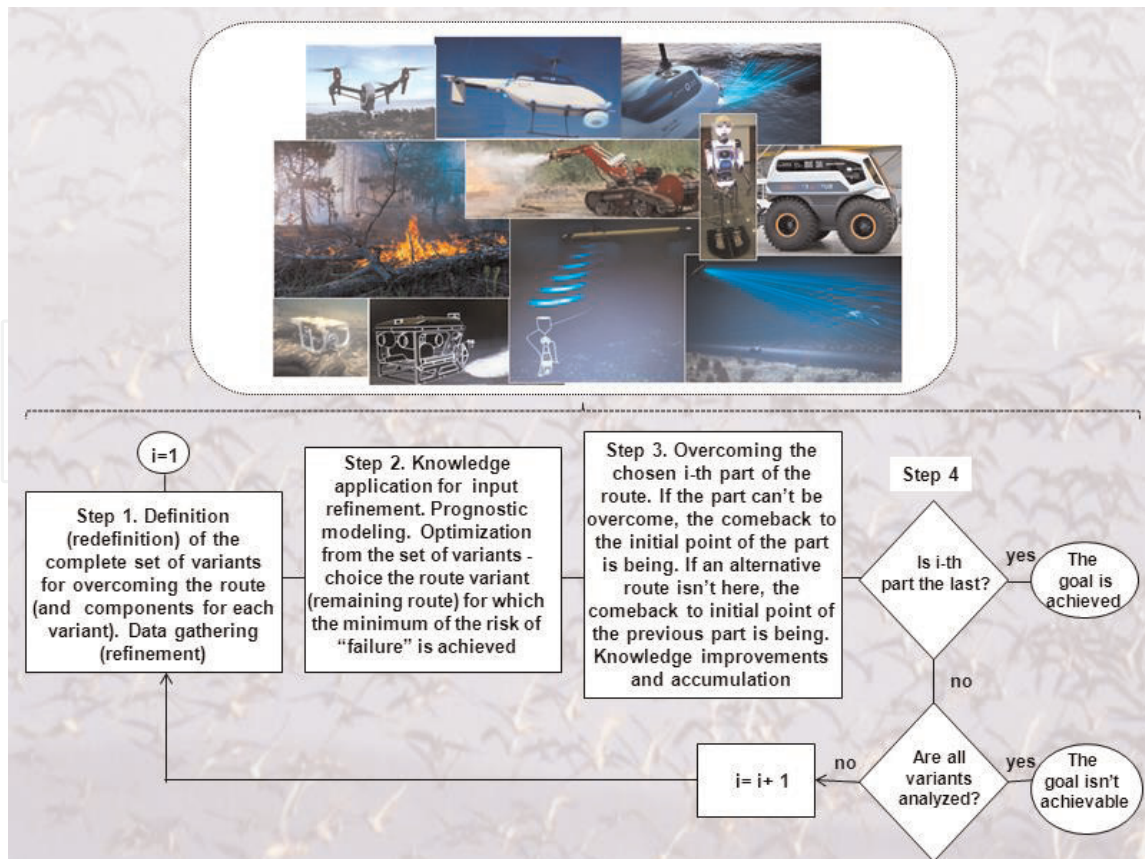 i=1
Step 1. Definition
(redefinition) of the
complete set of variants
for overcoming the route
(and components for each
variant). Data gathering
(refinement)
Step 2. Knowledge
application for input
refinement. Prognostic
modeling. Optimization
from the set of variants -
choice the route variant
(remaining route) for which
the minimum of the risk of
“failure” is achieved
Step 3. Overcoming the
chosen i-th part of the
route. If the part can’t be
overcome, the comeback to
the initial point of the part
is being. If an alternative
route isn’t here, the
comeback to initial point of
the previous part is being.
Knowledge improvements
and accumulation
Step 4
Is i-th
part the last?
yes
The
goal is
achieved
no
Are all
variants
analyzed?
yes
The
goal isn’t
achievable
no
i= i+ 1